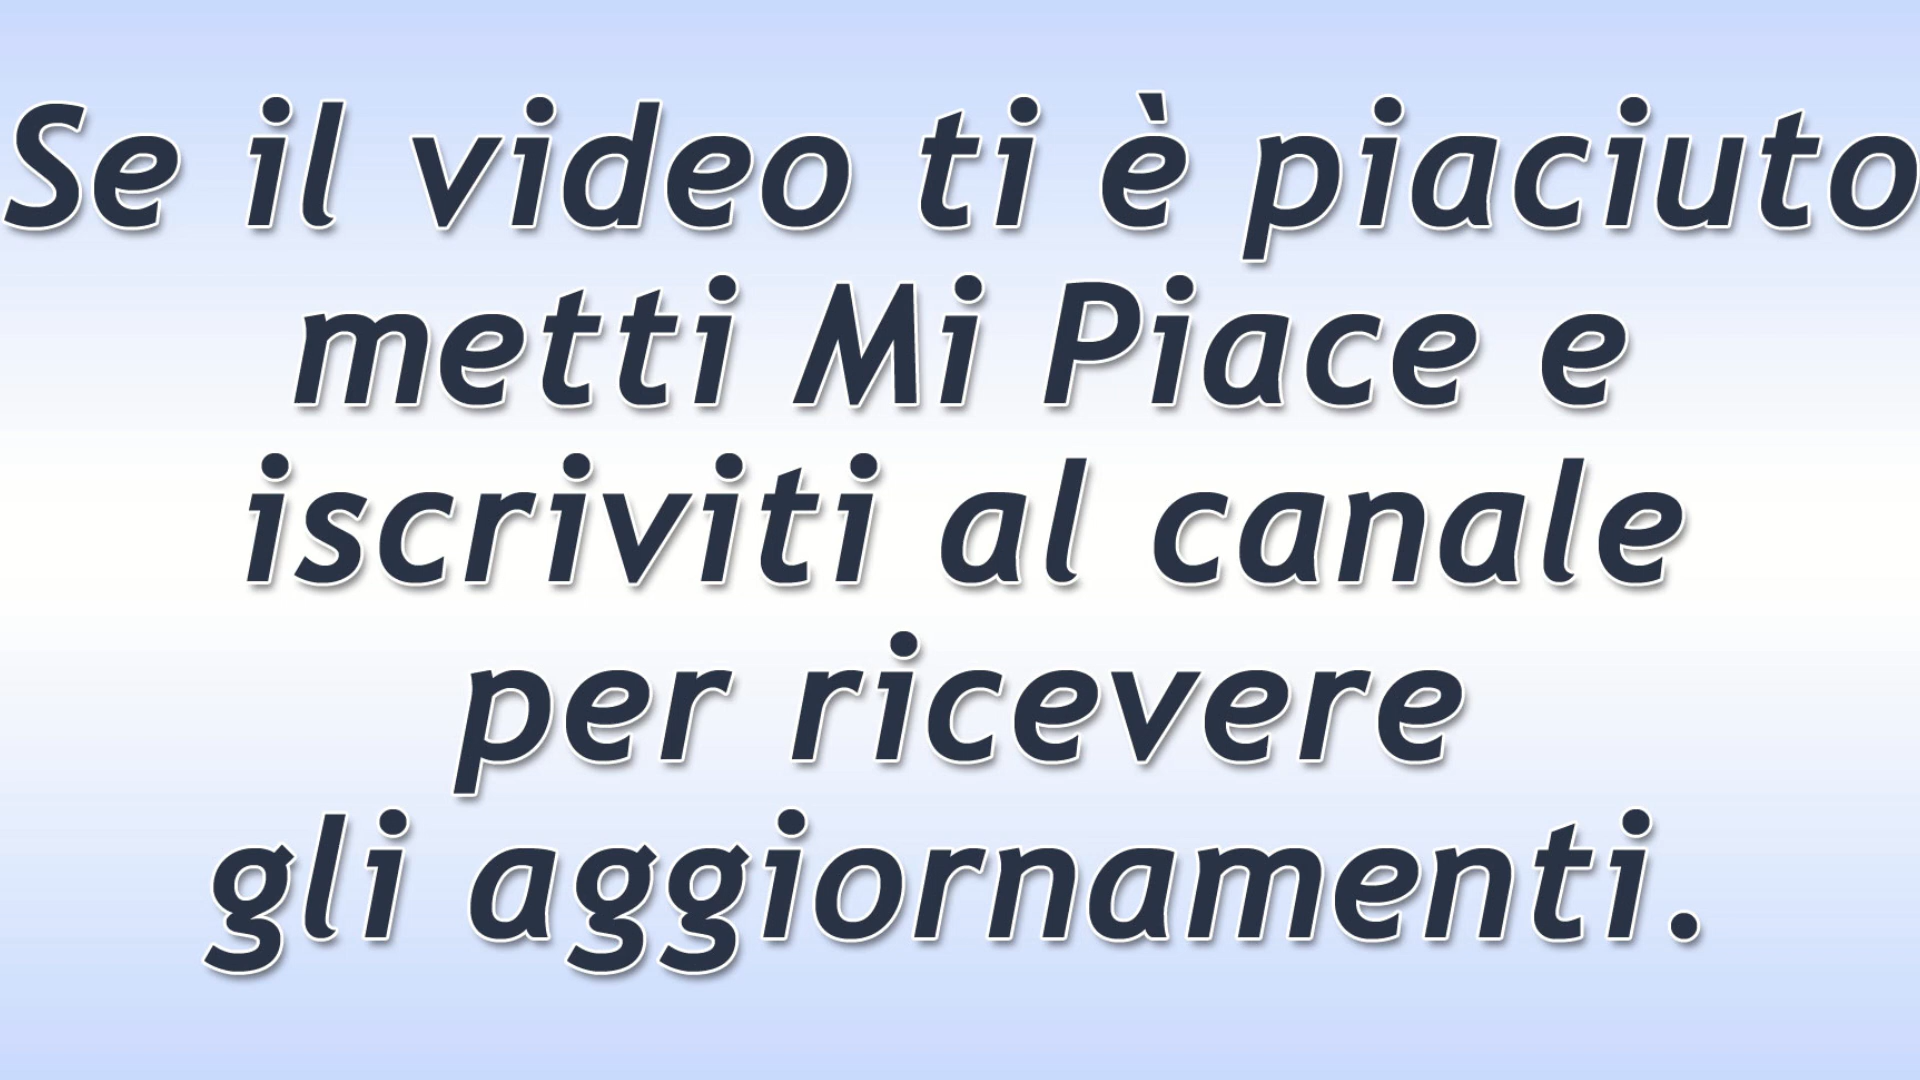 Se il video ti è piaciuto
metti Mi Piace e
iscriviti al canale
per ricevere
gli aggiornamenti.